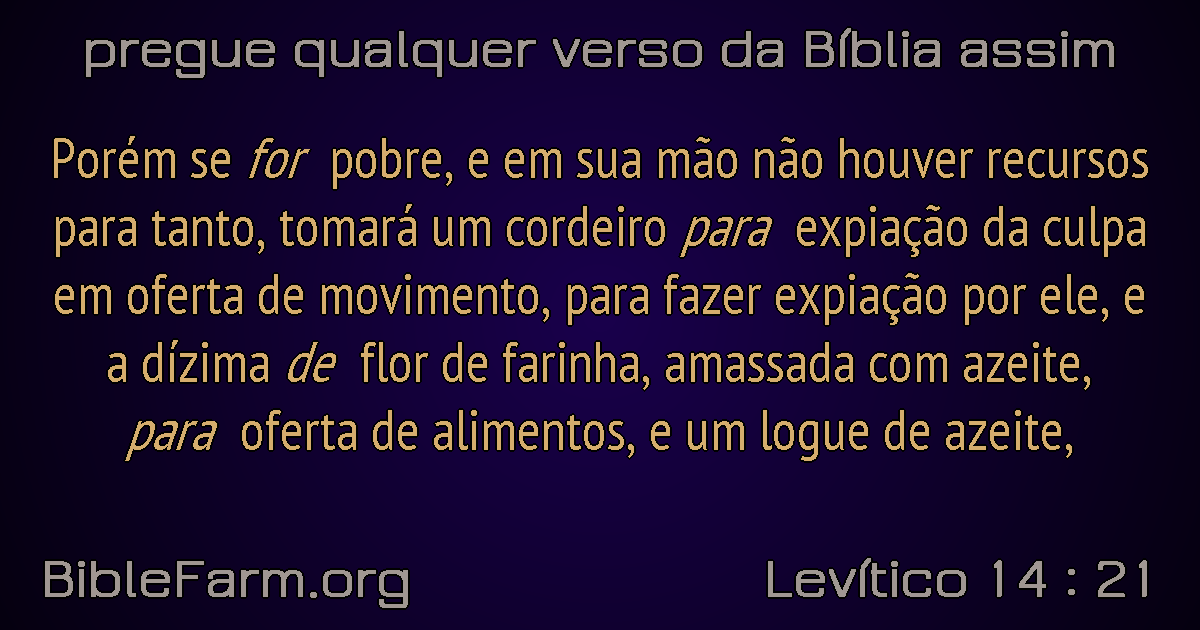 pregue qualquer verso da Bíblia assim
Porém se for pobre, e em sua mão não houver recursos
para tanto, tomará um cordeiro para expiação da culpa
em oferta de movimento, para fazer expiação por ele, e
a dízima de flor de farinha, amassada com azeite,
para oferta de alimentos, e um logue de azeite,
BibleFarm.org
Levítico 14 : 21